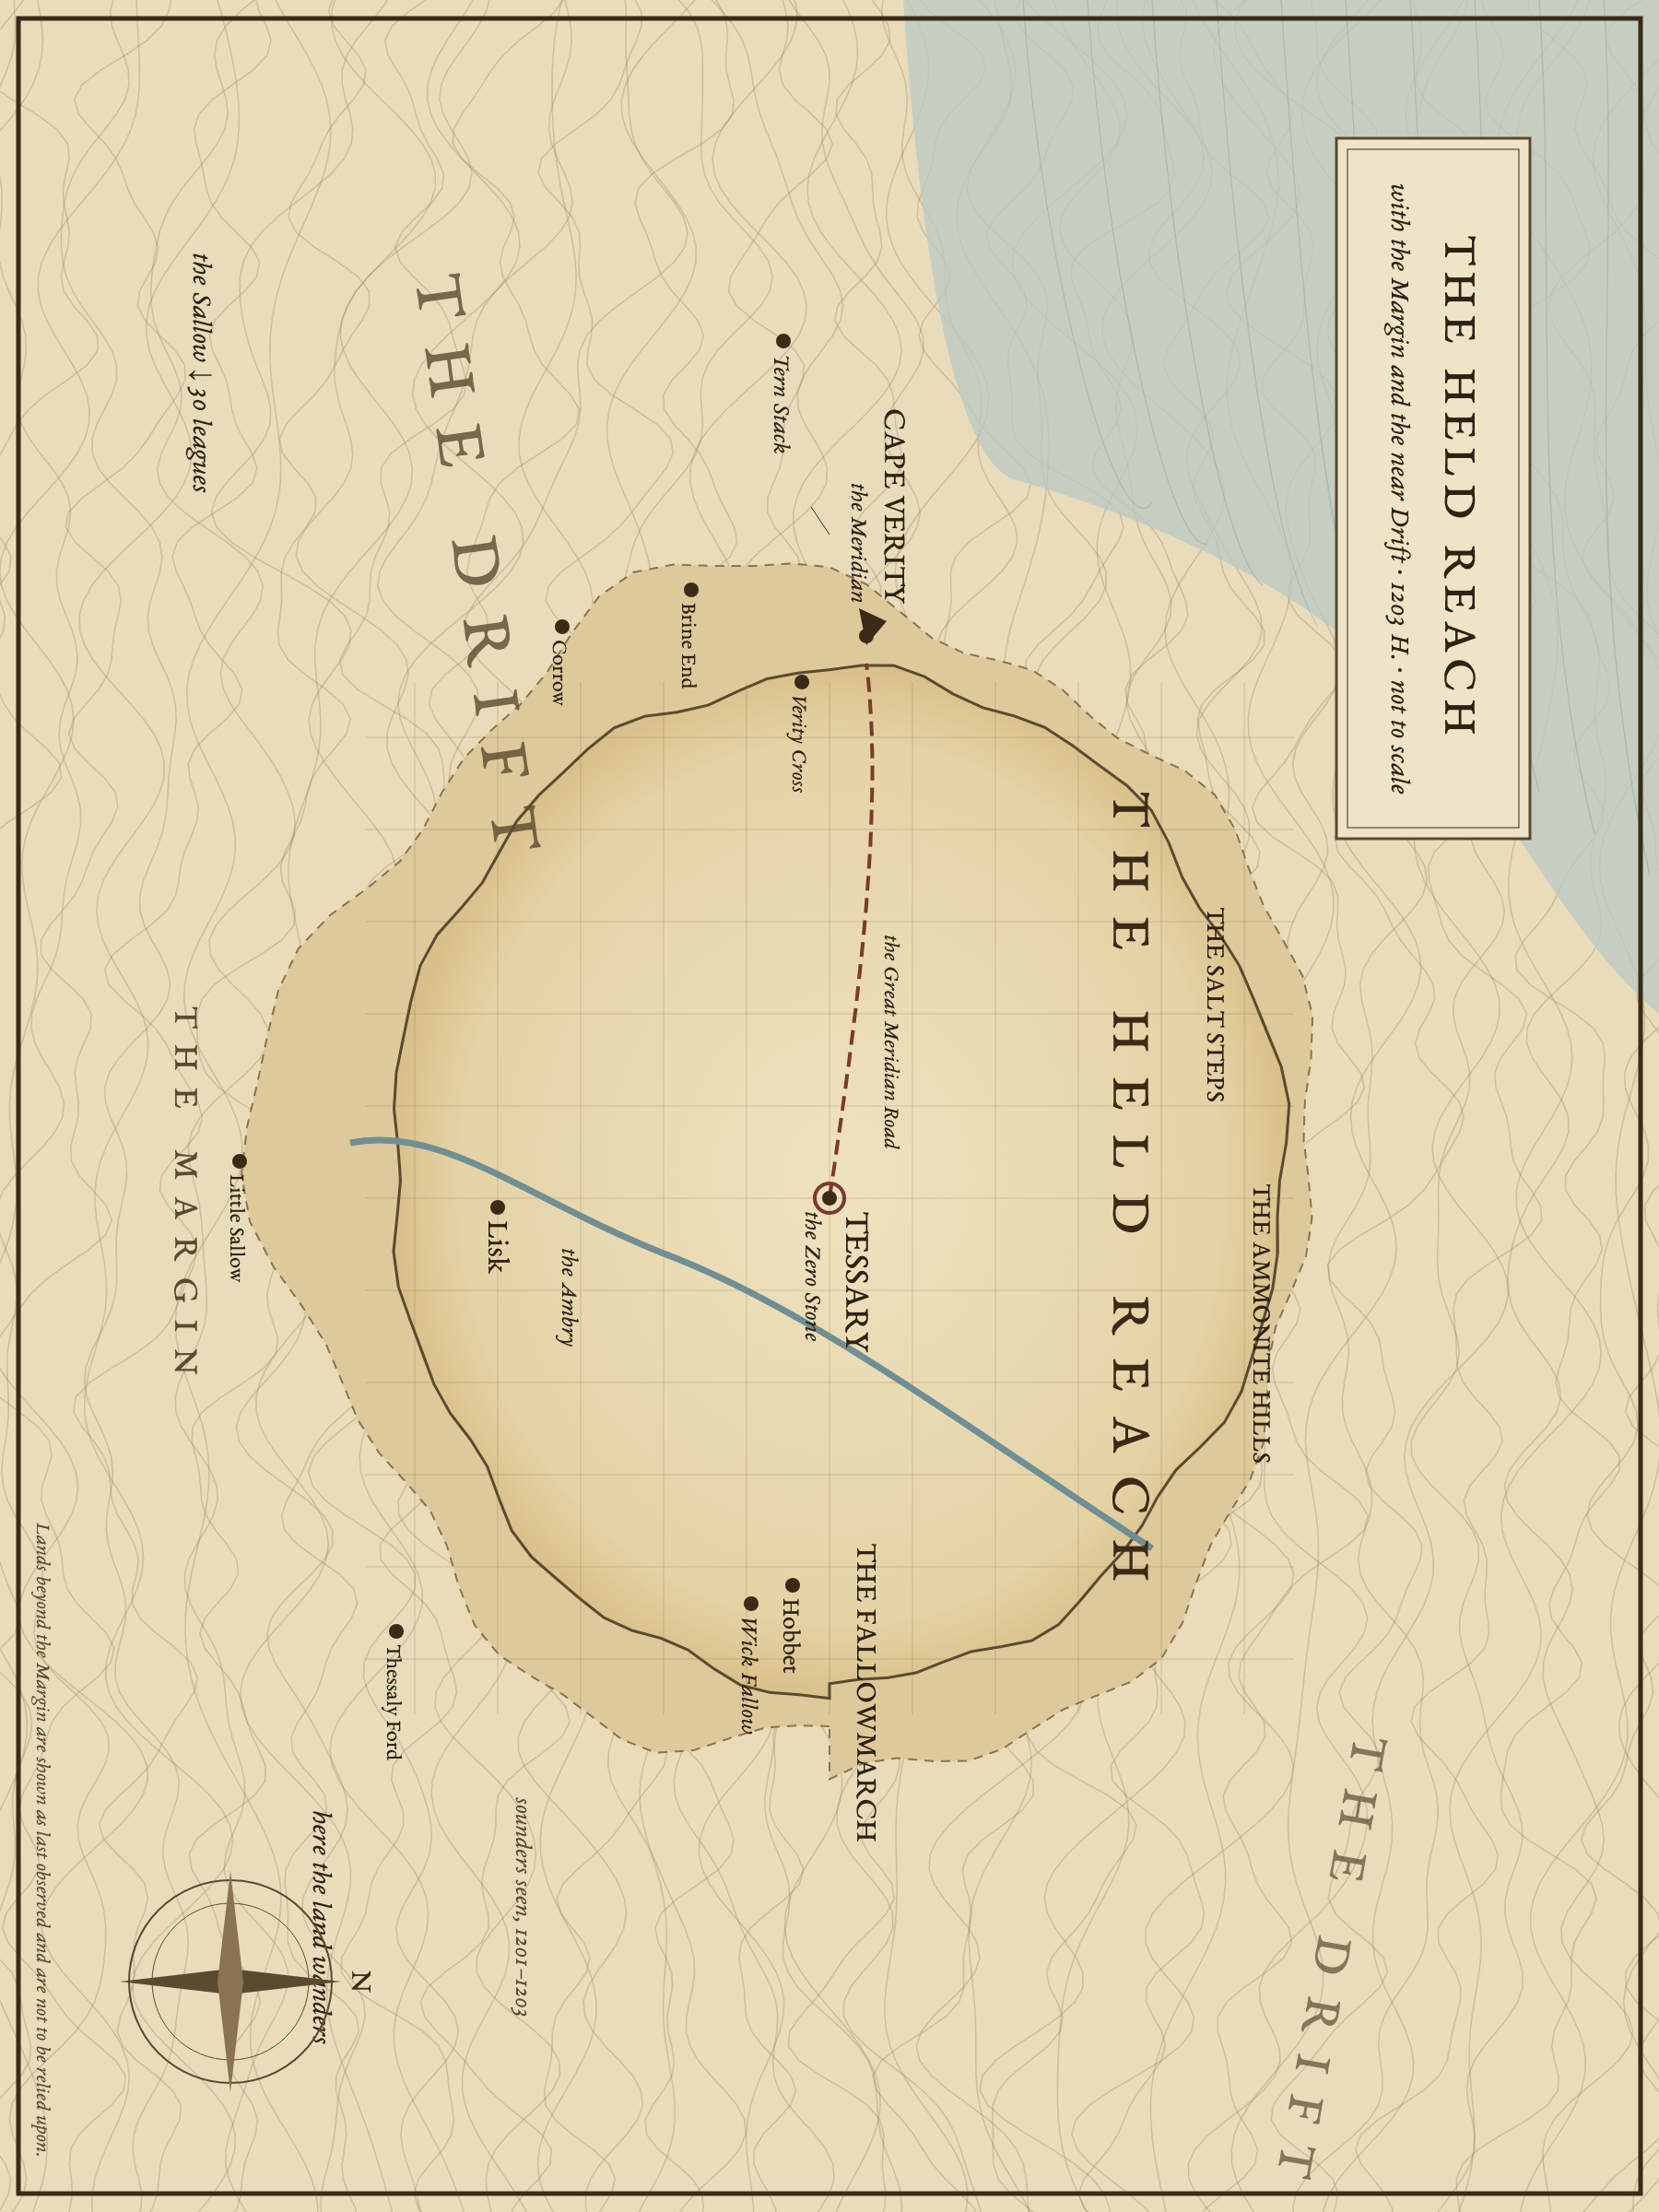 THE HELD REACH
with the Margin and the near Drift · 1203 H. · not to scale
THE DRIFT
THE AMMONITE HILLS
THE SALT STEPS
THE HELD REACH
CAPE VERITY
the Meridian
the Great Meridian Road
TESSARY
the Zero Stone
THE FALLOWMARCH
Hobbet
Wick Fallow
Verity Cross
Tern Stack
Brine End
Corrow
the Ambry
Lisk
sounders seen, 1201–1203
THE DRIFT
Thessaly Ford
N
here the land wanders
Little Sallow
the Sallow ↓ 30 leagues
THE MARGIN
Lands beyond the Margin are shown as last observed and are not to be relied upon.